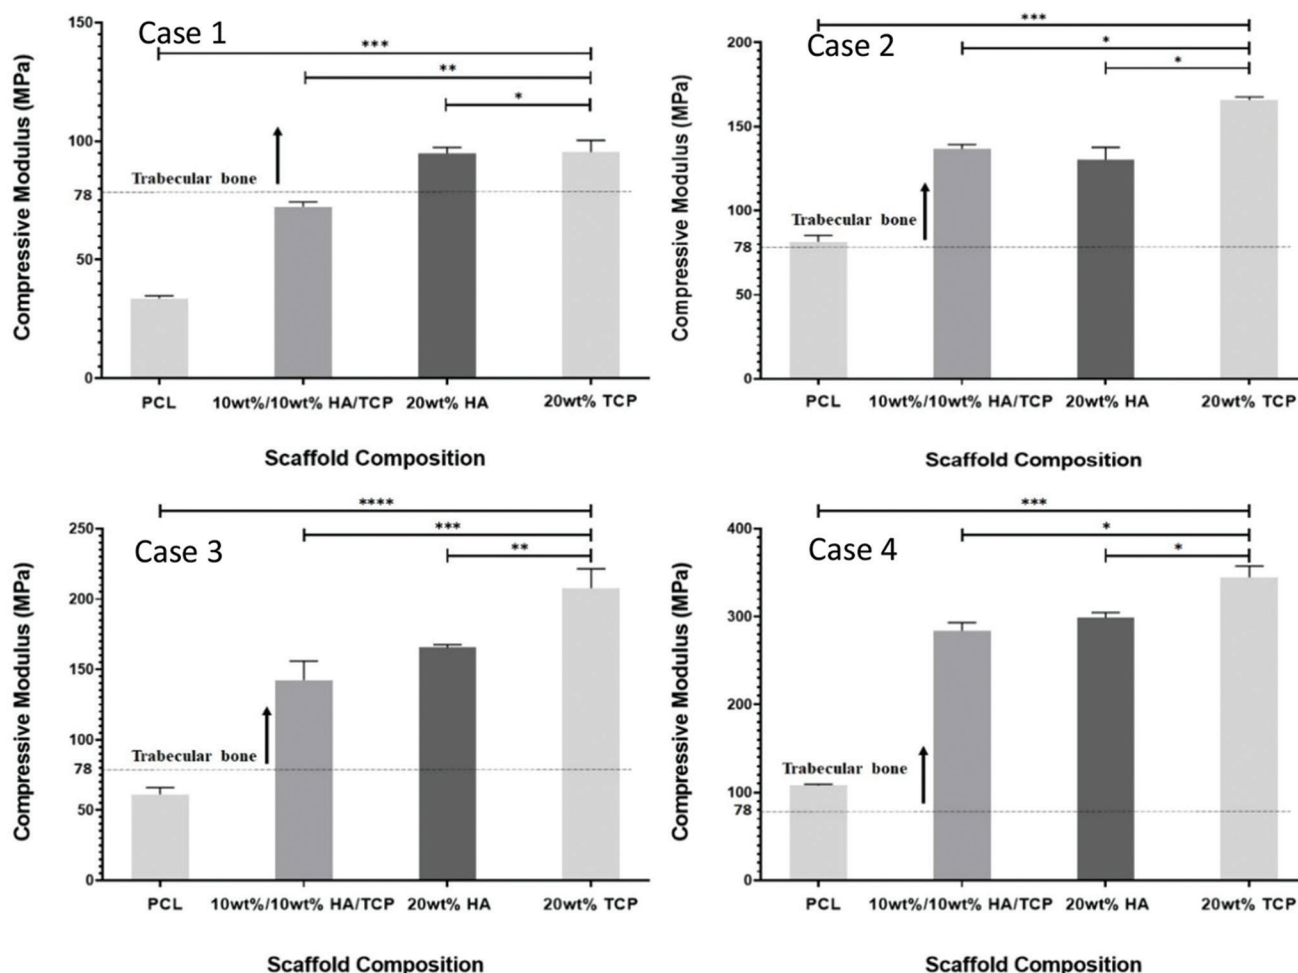 Case 1
Compressive Modulus (MPa)
150
100
78
50
0
***
**
*
Trabecular bone
PCL
10wt%/10wt% HA/TCP
20wt% HA
20wt% TCP
Scaffold Composition
Case 2
Compressive Modulus (MPa)
200
150
100
78
50
0
***
*
*
Trabecular bone
PCL
10wt%/10wt% HA/TCP
20wt% HA
20wt% TCP
Scaffold Composition
Case 3
Compressive Modulus (MPa)
250
200
150
100
78
50
0
****
***
**
Trabecular bone
PCL
10wt%/10wt% HA/TCP
20wt% HA
20wt% TCP
Scaffold Composition
Case 4
Compressive Modulus (MPa)
400
300
200
100
78
0
***
*
*
Trabecular bone
PCL
10wt%/10wt% HA/TCP
20wt% HA
20wt% TCP
Scaffold Composition